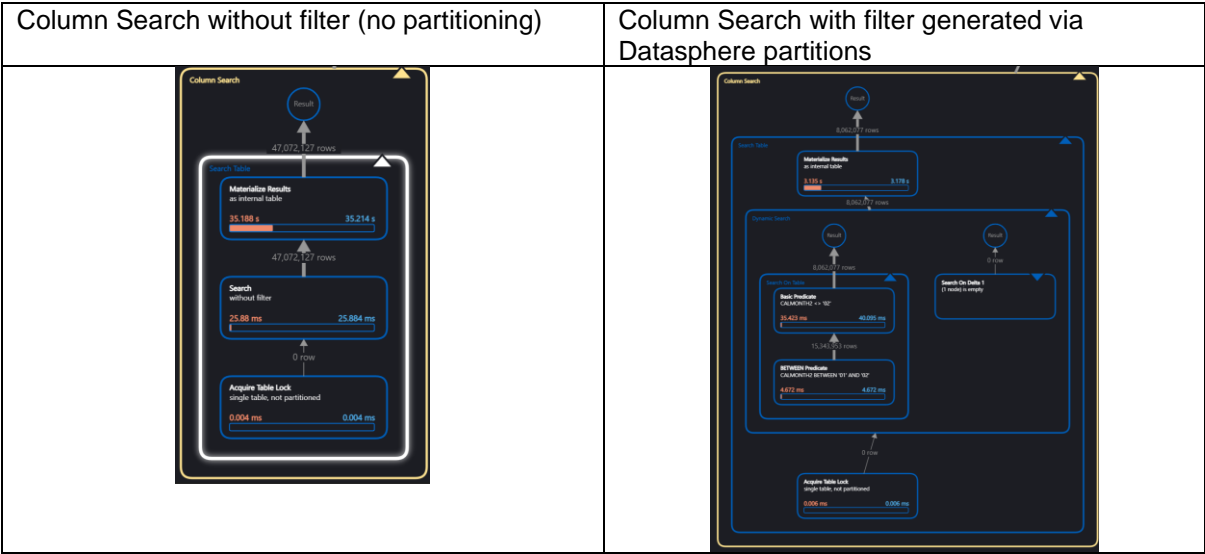 Column Search without filter (no partitioning)
Column Search with filter generated via
Datasphere partitions
Column Search
Result
47,072,127 rows
Search Table
Materialize Results
as internal table
35.188 s 35.214 s
47,072,127 rows
Search
without filter
25.88 ms 25.884 ms
0 row
Acquire Table Lock
single table, not partitioned
0.004 ms 0.004 ms
Column Search
Result
8,062,077 rows
Search Table
Materialize Results
as internal table
3.135 s 3.178 s
8,062,077 rows
Dynamic Search
Result
8,062,077 rows
Search On Table
Basic Predicate
CALMONTH2 <> '02'
35.423 ms 40.095 ms
15,343,953 rows
BETWEEN Predicate
CALMONTH2 BETWEEN '01' AND '02'
4.672 ms 4.672 ms
Result
0 row
Search On Delta 1
(1 node) is empty
0 row
Acquire Table Lock
single table, not partitioned
0.006 ms 0.006 ms